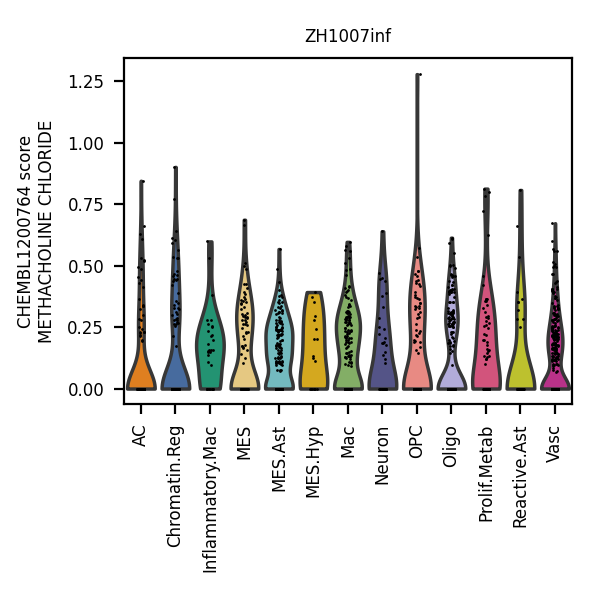 ZH1007inf
CHEMBL1200764 score
METHACHOLINE CHLORIDE
1.25
1.00
0.75
0.50
0.25
0.00
AC
Chromatin.Reg
Inflammatory.Mac
MES
MES.Ast
MES.Hyp
Mac
Neuron
OPC
Oligo
Prolif.Metab
Reactive.Ast
Vasc